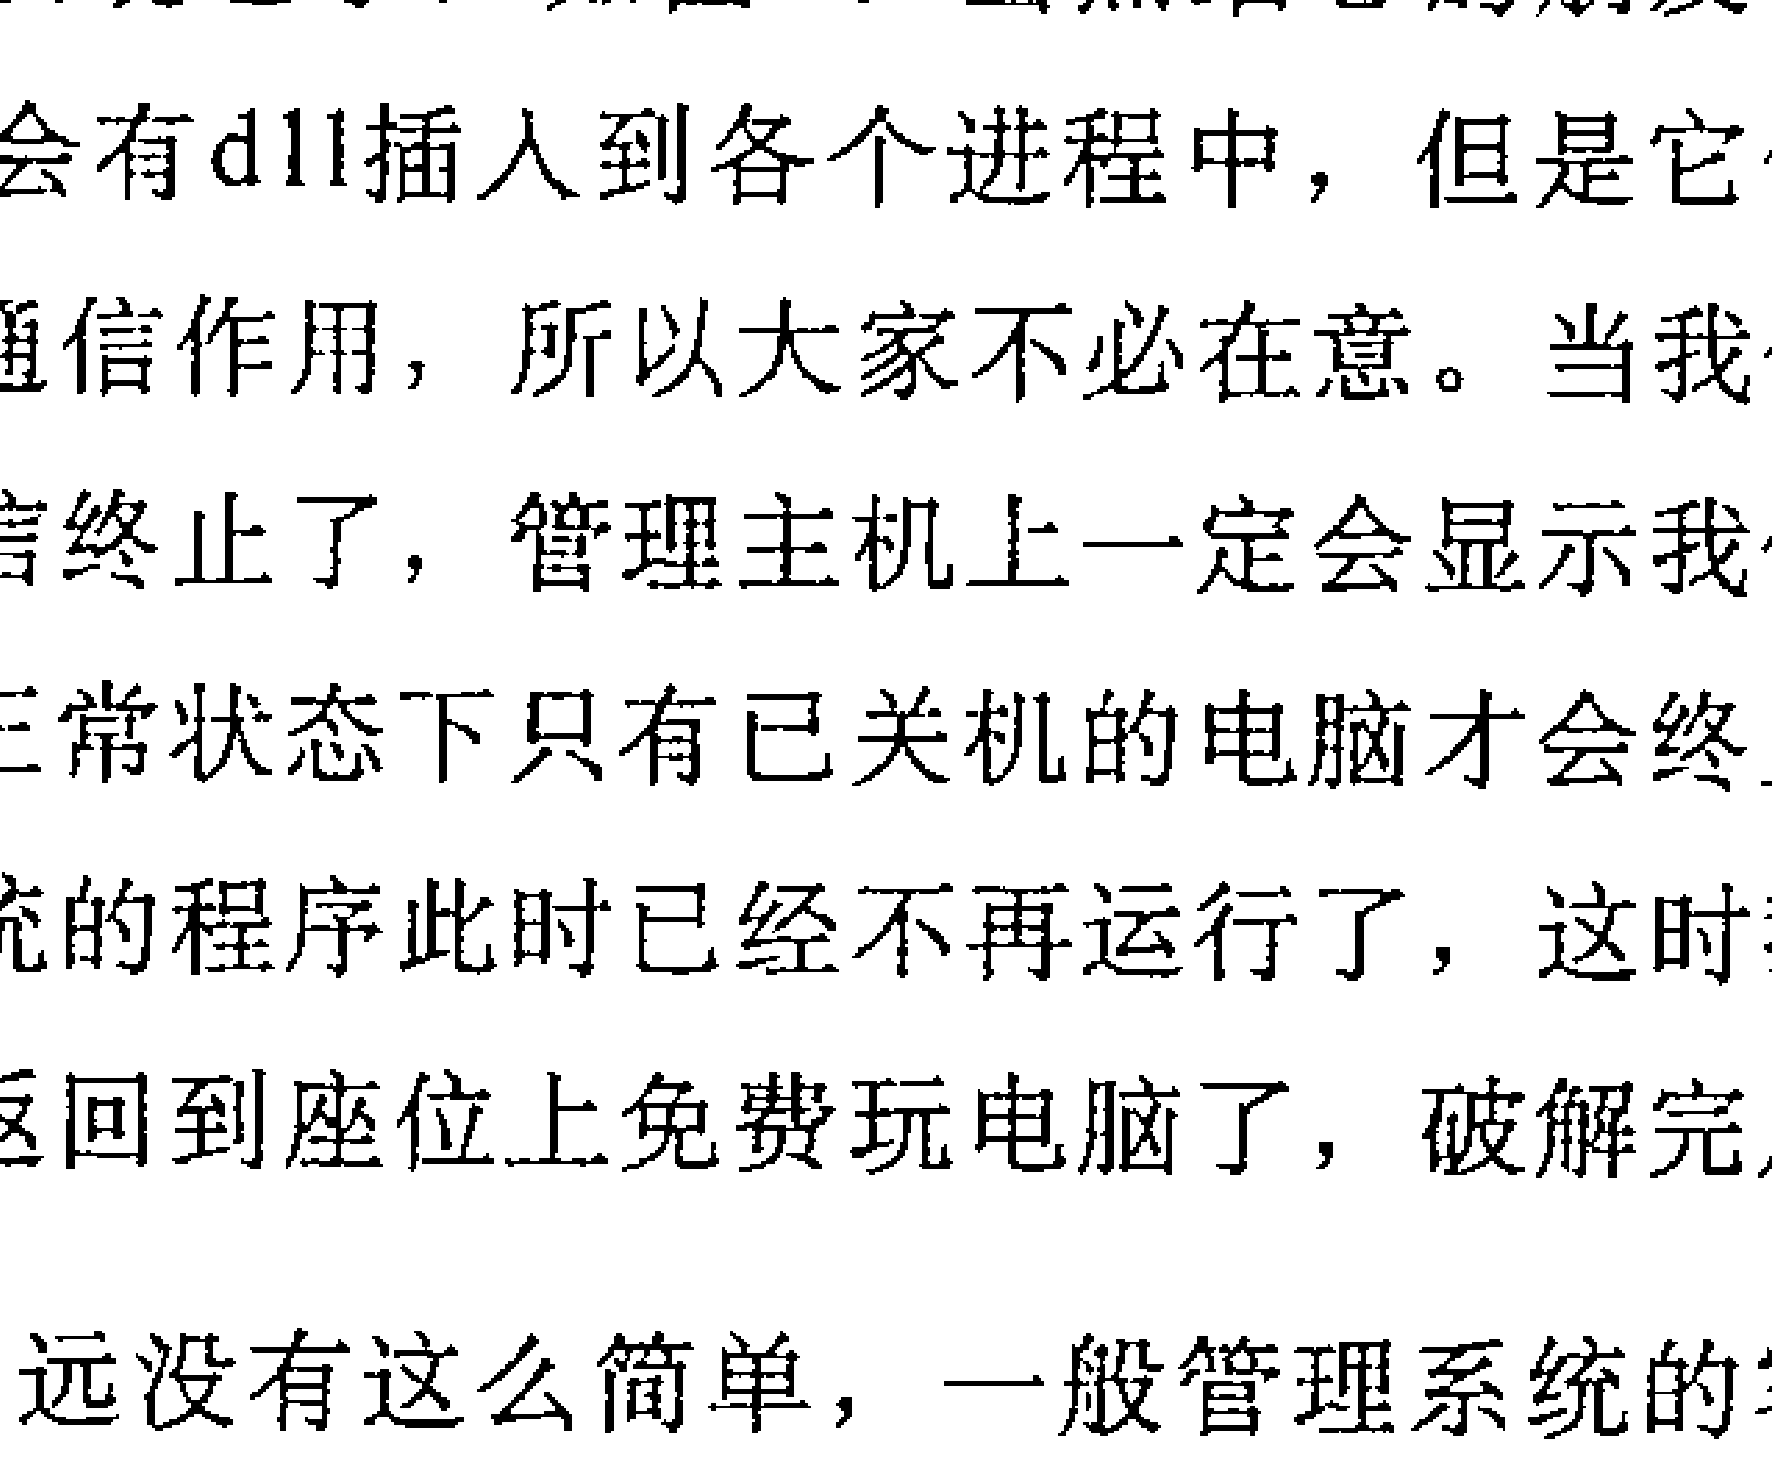 会有dll插入到各个进程中，但是它
通信作用，所以大家不必在意。当我
信终止了，管理主机上一定会显示我
正常状态下只有已关机的电脑才会终
统的程序此时已经不再运行了，这时
返回到座位上免费玩电脑了，破解完
远没有这么简单，一般管理系统的